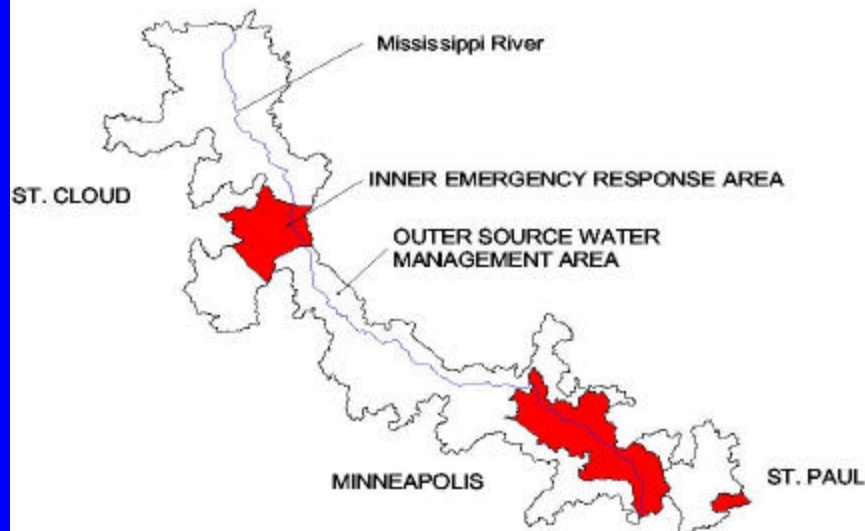 Mississippi River
INNER EMERGENCY RESPONSE AREA
ST. CLOUD
OUTER SOURCE WATER
MANAGEMENT AREA
MINNEAPOLIS
ST. PAUL